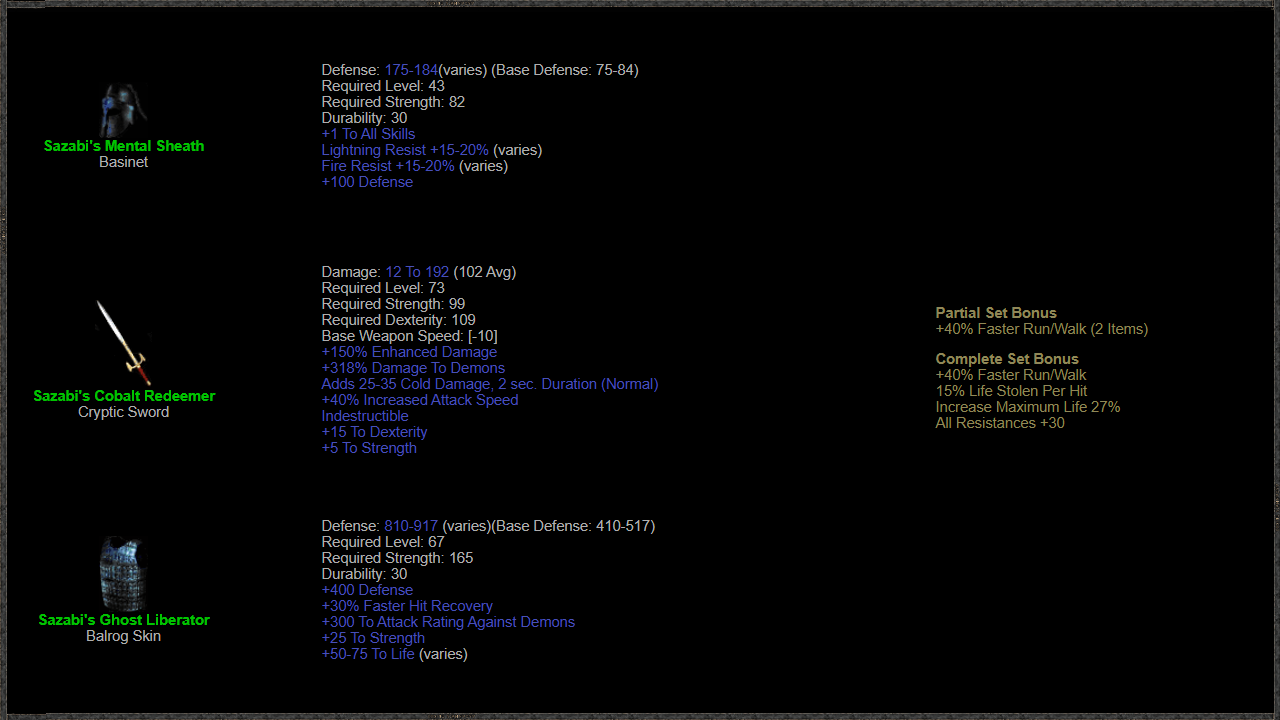 Sazabi's Mental Sheath
Basinet
Defense: 175-184(varies) (Base Defense: 75-84)
Required Level: 43
Required Strength: 82
Durability: 30
+1 To All Skills
Lightning Resist +15-20% (varies)
Fire Resist +15-20% (varies)
+100 Defense
Sazabi's Cobalt Redeemer
Cryptic Sword
Damage: 12 To 192 (102 Avg)
Required Level: 73
Required Strength: 99
Required Dexterity: 109
Base Weapon Speed: [-10]
+150% Enhanced Damage
+318% Damage To Demons
Adds 25-35 Cold Damage, 2 sec. Duration (Normal)
+40% Increased Attack Speed
Indestructible
+15 To Dexterity
+5 To Strength
Partial Set Bonus
+40% Faster Run/Walk (2 Items)
Complete Set Bonus
+40% Faster Run/Walk
15% Life Stolen Per Hit
Increase Maximum Life 27%
All Resistances +30
Sazabi's Ghost Liberator
Balrog Skin
Defense: 810-917 (varies)(Base Defense: 410-517)
Required Level: 67
Required Strength: 165
Durability: 30
+400 Defense
+30% Faster Hit Recovery
+300 To Attack Rating Against Demons
+25 To Strength
+50-75 To Life (varies)